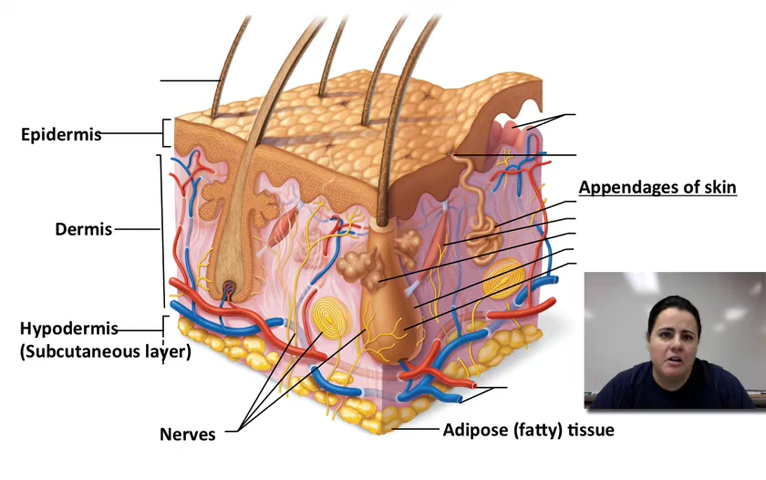 Epidermis
Appendages of skin
Dermis
Hypodermis
(Subcutaneous layer)
Nerves
Adipose (fatty) tissue